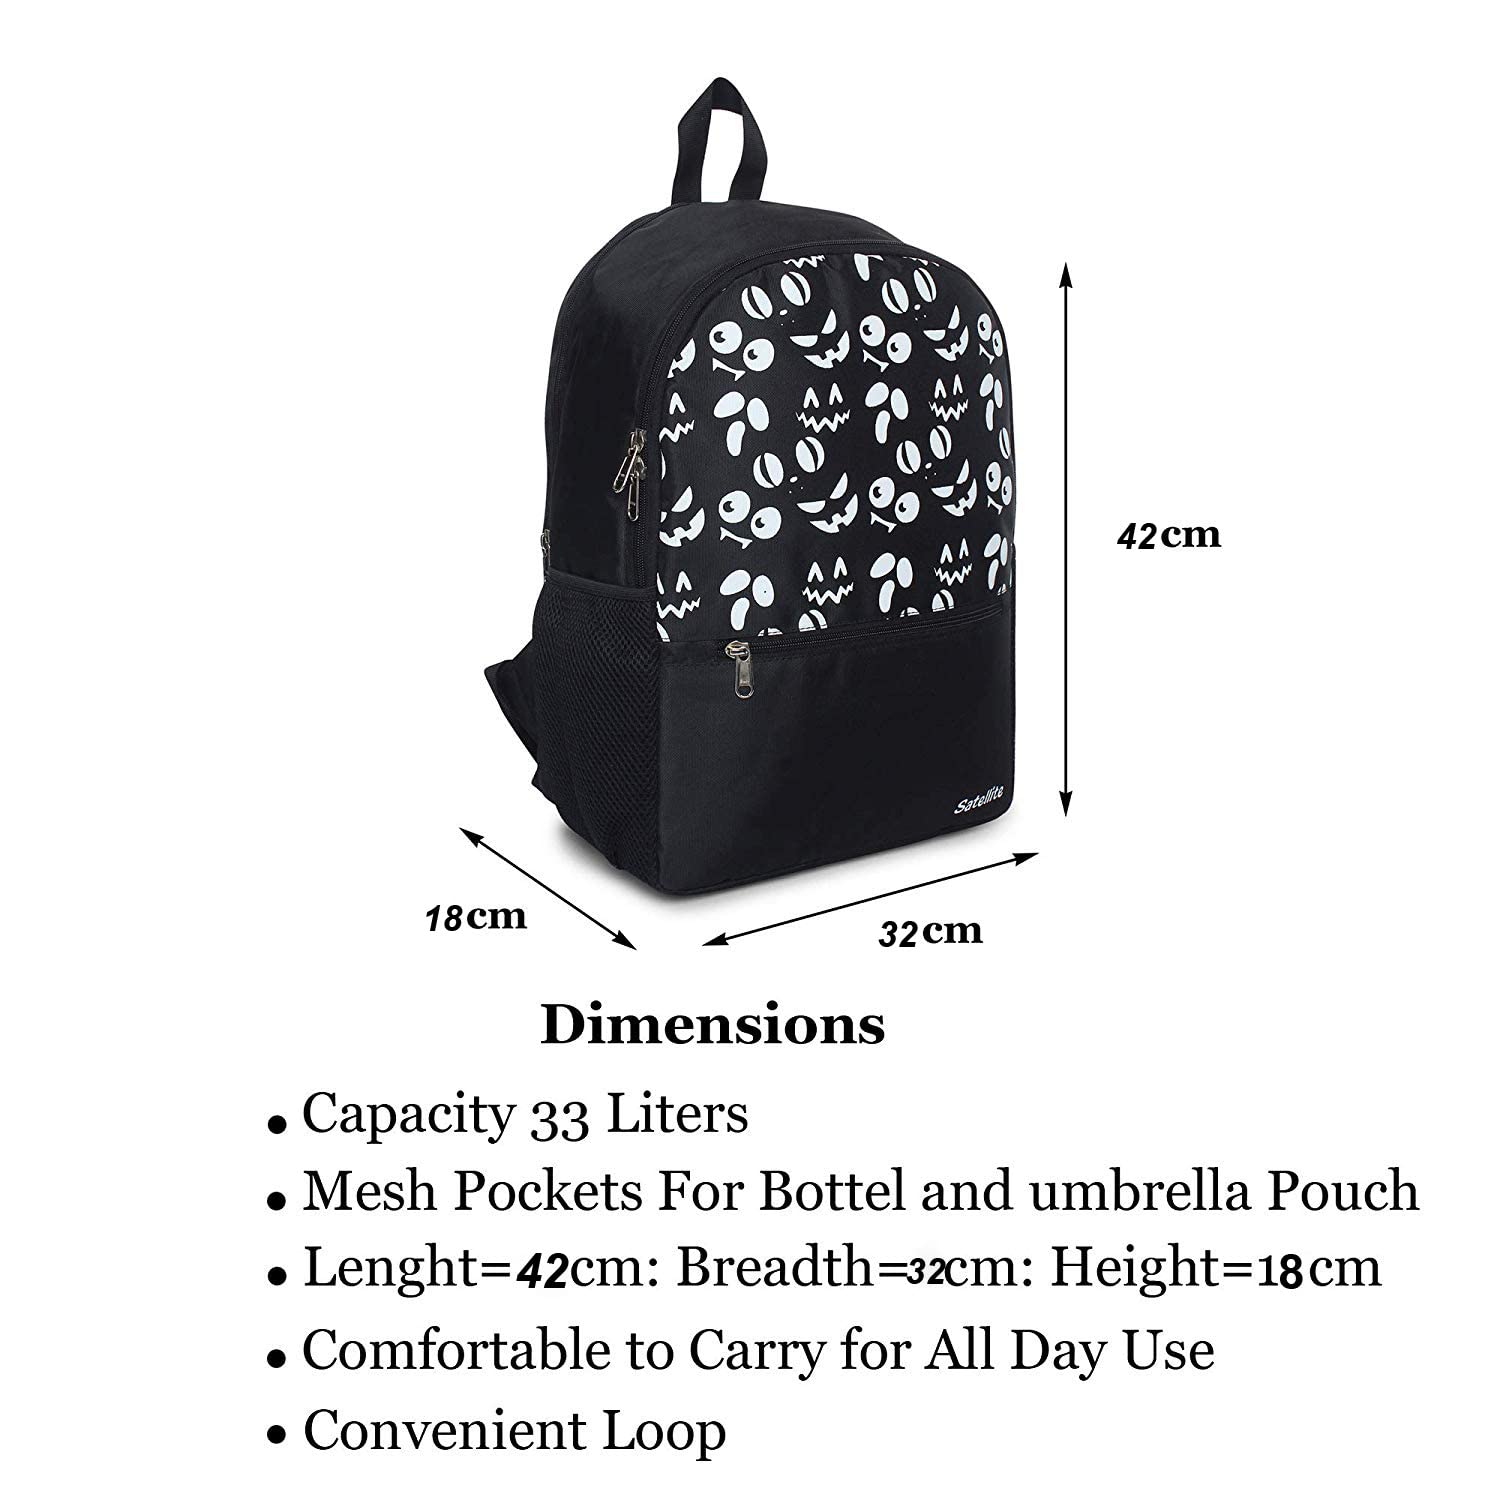 42cm
Satellite
18cm
32cm
Dimensions
• Capacity 33 Liters
• Mesh Pockets For Bottel and umbrella Pouch
• Lenght=42cm: Breadth=32cm: Height=18cm
• Comfortable to Carry for All Day Use
• Convenient Loop